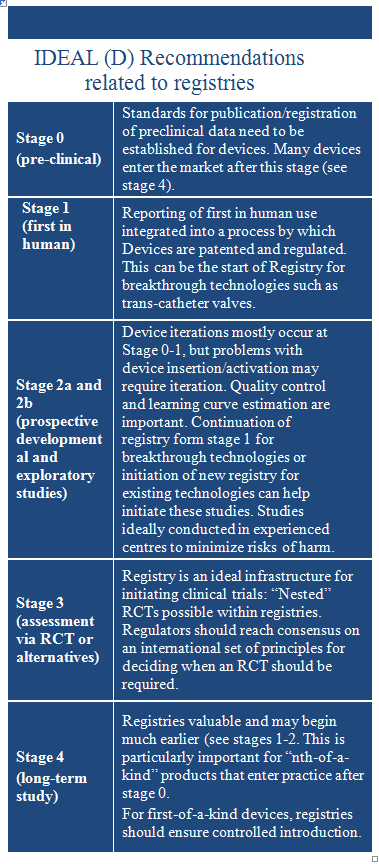 IDEAL (D) Recommendations
related to registries
Stage 0
(pre-clinical)
Standards for publication/registration
of preclinical data need to be
established for devices. Many devices
enter the market after this stage (see
stage 4).
Stage 1
(first in
human)
Reporting of first in human use
integrated into a process by which
Devices are patented and regulated.
This can be the start of Registry for
breakthrough technologies such as
trans-catheter valves.
Stage 2a and
2b
(prospective
development
al and
exploratory
studies)
Device iterations mostly occur at
Stage 0-1, but problems with
device insertion/activation may
require iteration. Quality control
and learning curve estimation are
important. Continuation of
registry form stage 1 for
breakthrough technologies or
initiation of new registry for
existing technologies can help
initiate these studies. Studies
ideally conducted in experienced
centres to minimize risks of harm.
Stage 3
(assessment
via RCT or
alternatives)
Registry is an ideal infrastructure for
initiating clinical trials: “Nested”
RCTs possible within registries.
Regulators should reach consensus on
an international set of principles for
deciding when an RCT should be
required.
Stage 4
(long-term
study)
Registries valuable and may begin
much earlier (see stages 1-2. This is
particularly important for “nth-of-a-
kind” products that enter practice after
stage 0.
For first-of-a-kind devices, registries
should ensure controlled introduction.